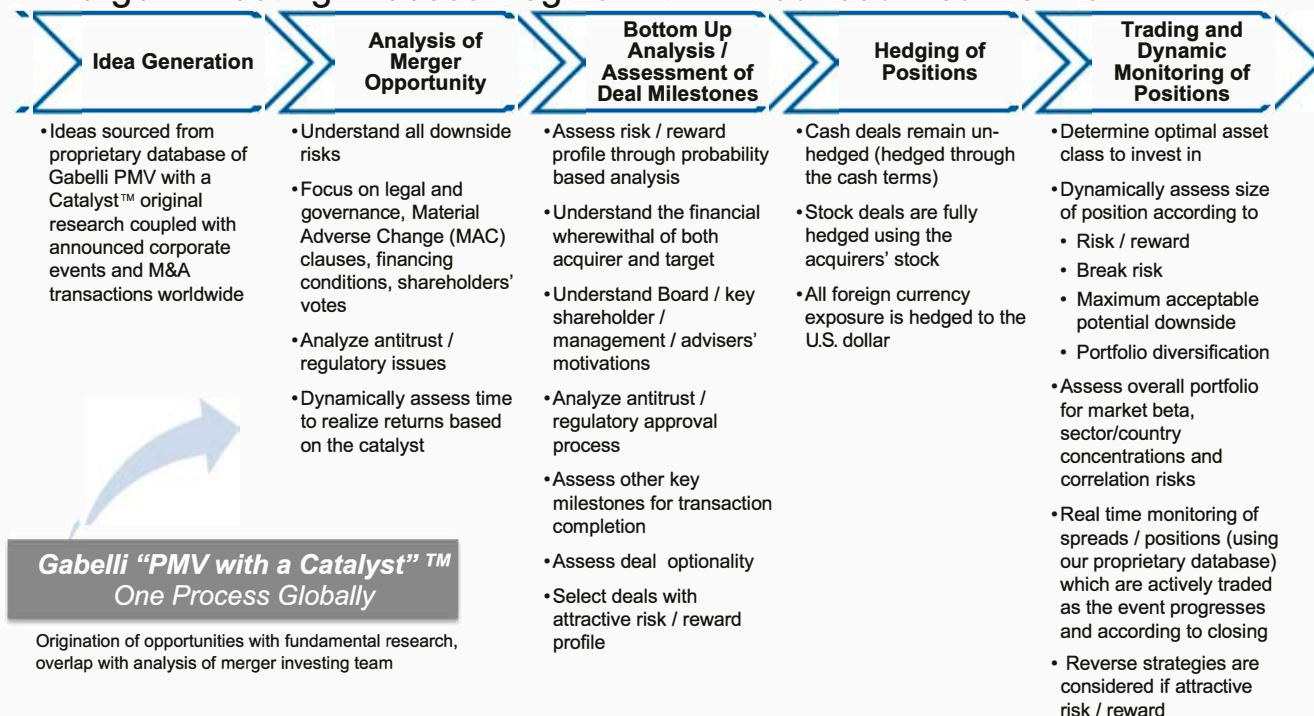 Idea Generation
Analysis of
Merger
Opportunity
Bottom Up
Analysis /
Assessment of
Deal Milestones
Hedging of
Positions
Trading and
Dynamic
Monitoring of
Positions
•Ideas sourced from
proprietary database of
Gabelli PMV with a
Catalyst™ original
research coupled with
announced corporate
events and M&A
transactions worldwide
•Understand all downside
risks
•Focus on legal and
governance, Material
Adverse Change (MAC)
clauses, financing
conditions, shareholders’
votes
•Analyze antitrust /
regulatory issues
•Dynamically assess time
to realize returns based
on the catalyst
•Assess risk / reward
profile through probability
based analysis
•Understand the financial
wherewithal of both
acquirer and target
•Understand Board / key
shareholder /
management / advisers’
motivations
•Analyze antitrust /
regulatory approval
process
•Assess other key
milestones for transaction
completion
•Assess deal optionality
•Select deals with
attractive risk / reward
profile
•Cash deals remain un-
hedged (hedged through
the cash terms)
•Stock deals are fully
hedged using the
acquirers’ stock
•All foreign currency
exposure is hedged to the
U.S. dollar
•Determine optimal asset
class to invest in
•Dynamically assess size
of position according to
• Risk / reward
• Break risk
• Maximum acceptable
potential downside
• Portfolio diversification
•Assess overall portfolio
for market beta,
sector/country
concentrations and
correlation risks
•Real time monitoring of
spreads / positions (using
our proprietary database)
which are actively traded
as the event progresses
and according to closing
• Reverse strategies are
considered if attractive
risk / reward
Gabelli “PMV with a Catalyst” ™
One Process Globally
Origination of opportunities with fundamental research,
overlap with analysis of merger investing team